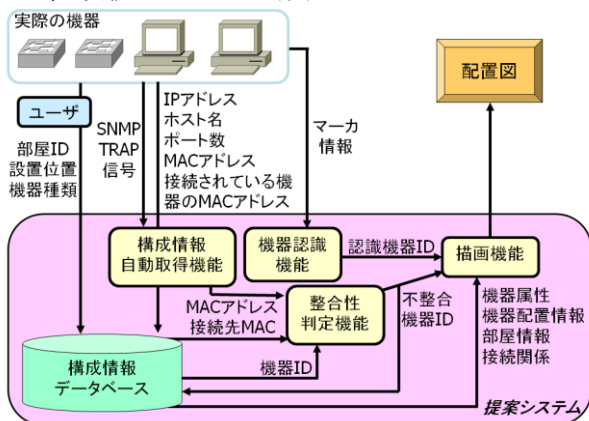 実際の機器
ユーザ
部屋ID
設置位置
機器種類
SNMP
TRAP
信号
IPアドレス
ホスト名
ポート数
MACアドレス
接続されている機
器のMACアドレス
マーカ
情報
配置図
構成情報
自動取得機能
機器認識
機能
認識機器ID
描画機能
MACアドレス
接続先MAC
整合性
判定機能
不整合
機器ID
機器属性
機器配置情報
部屋情報
接続関係
構成情報
データベース
機器ID
提案システム